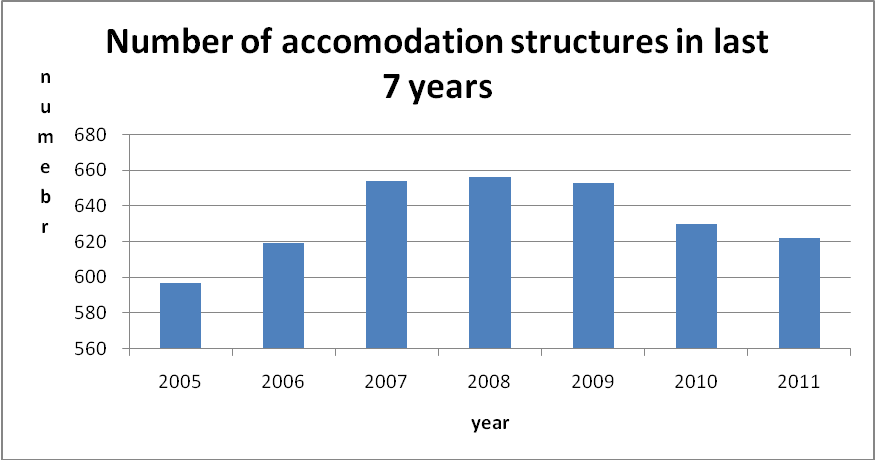 Number of accomodation structures in last
7 years
n
u
m
e
b
r
680
660
640
620
600
580
560
2005 2006 2007 2008 2009 2010 2011
year